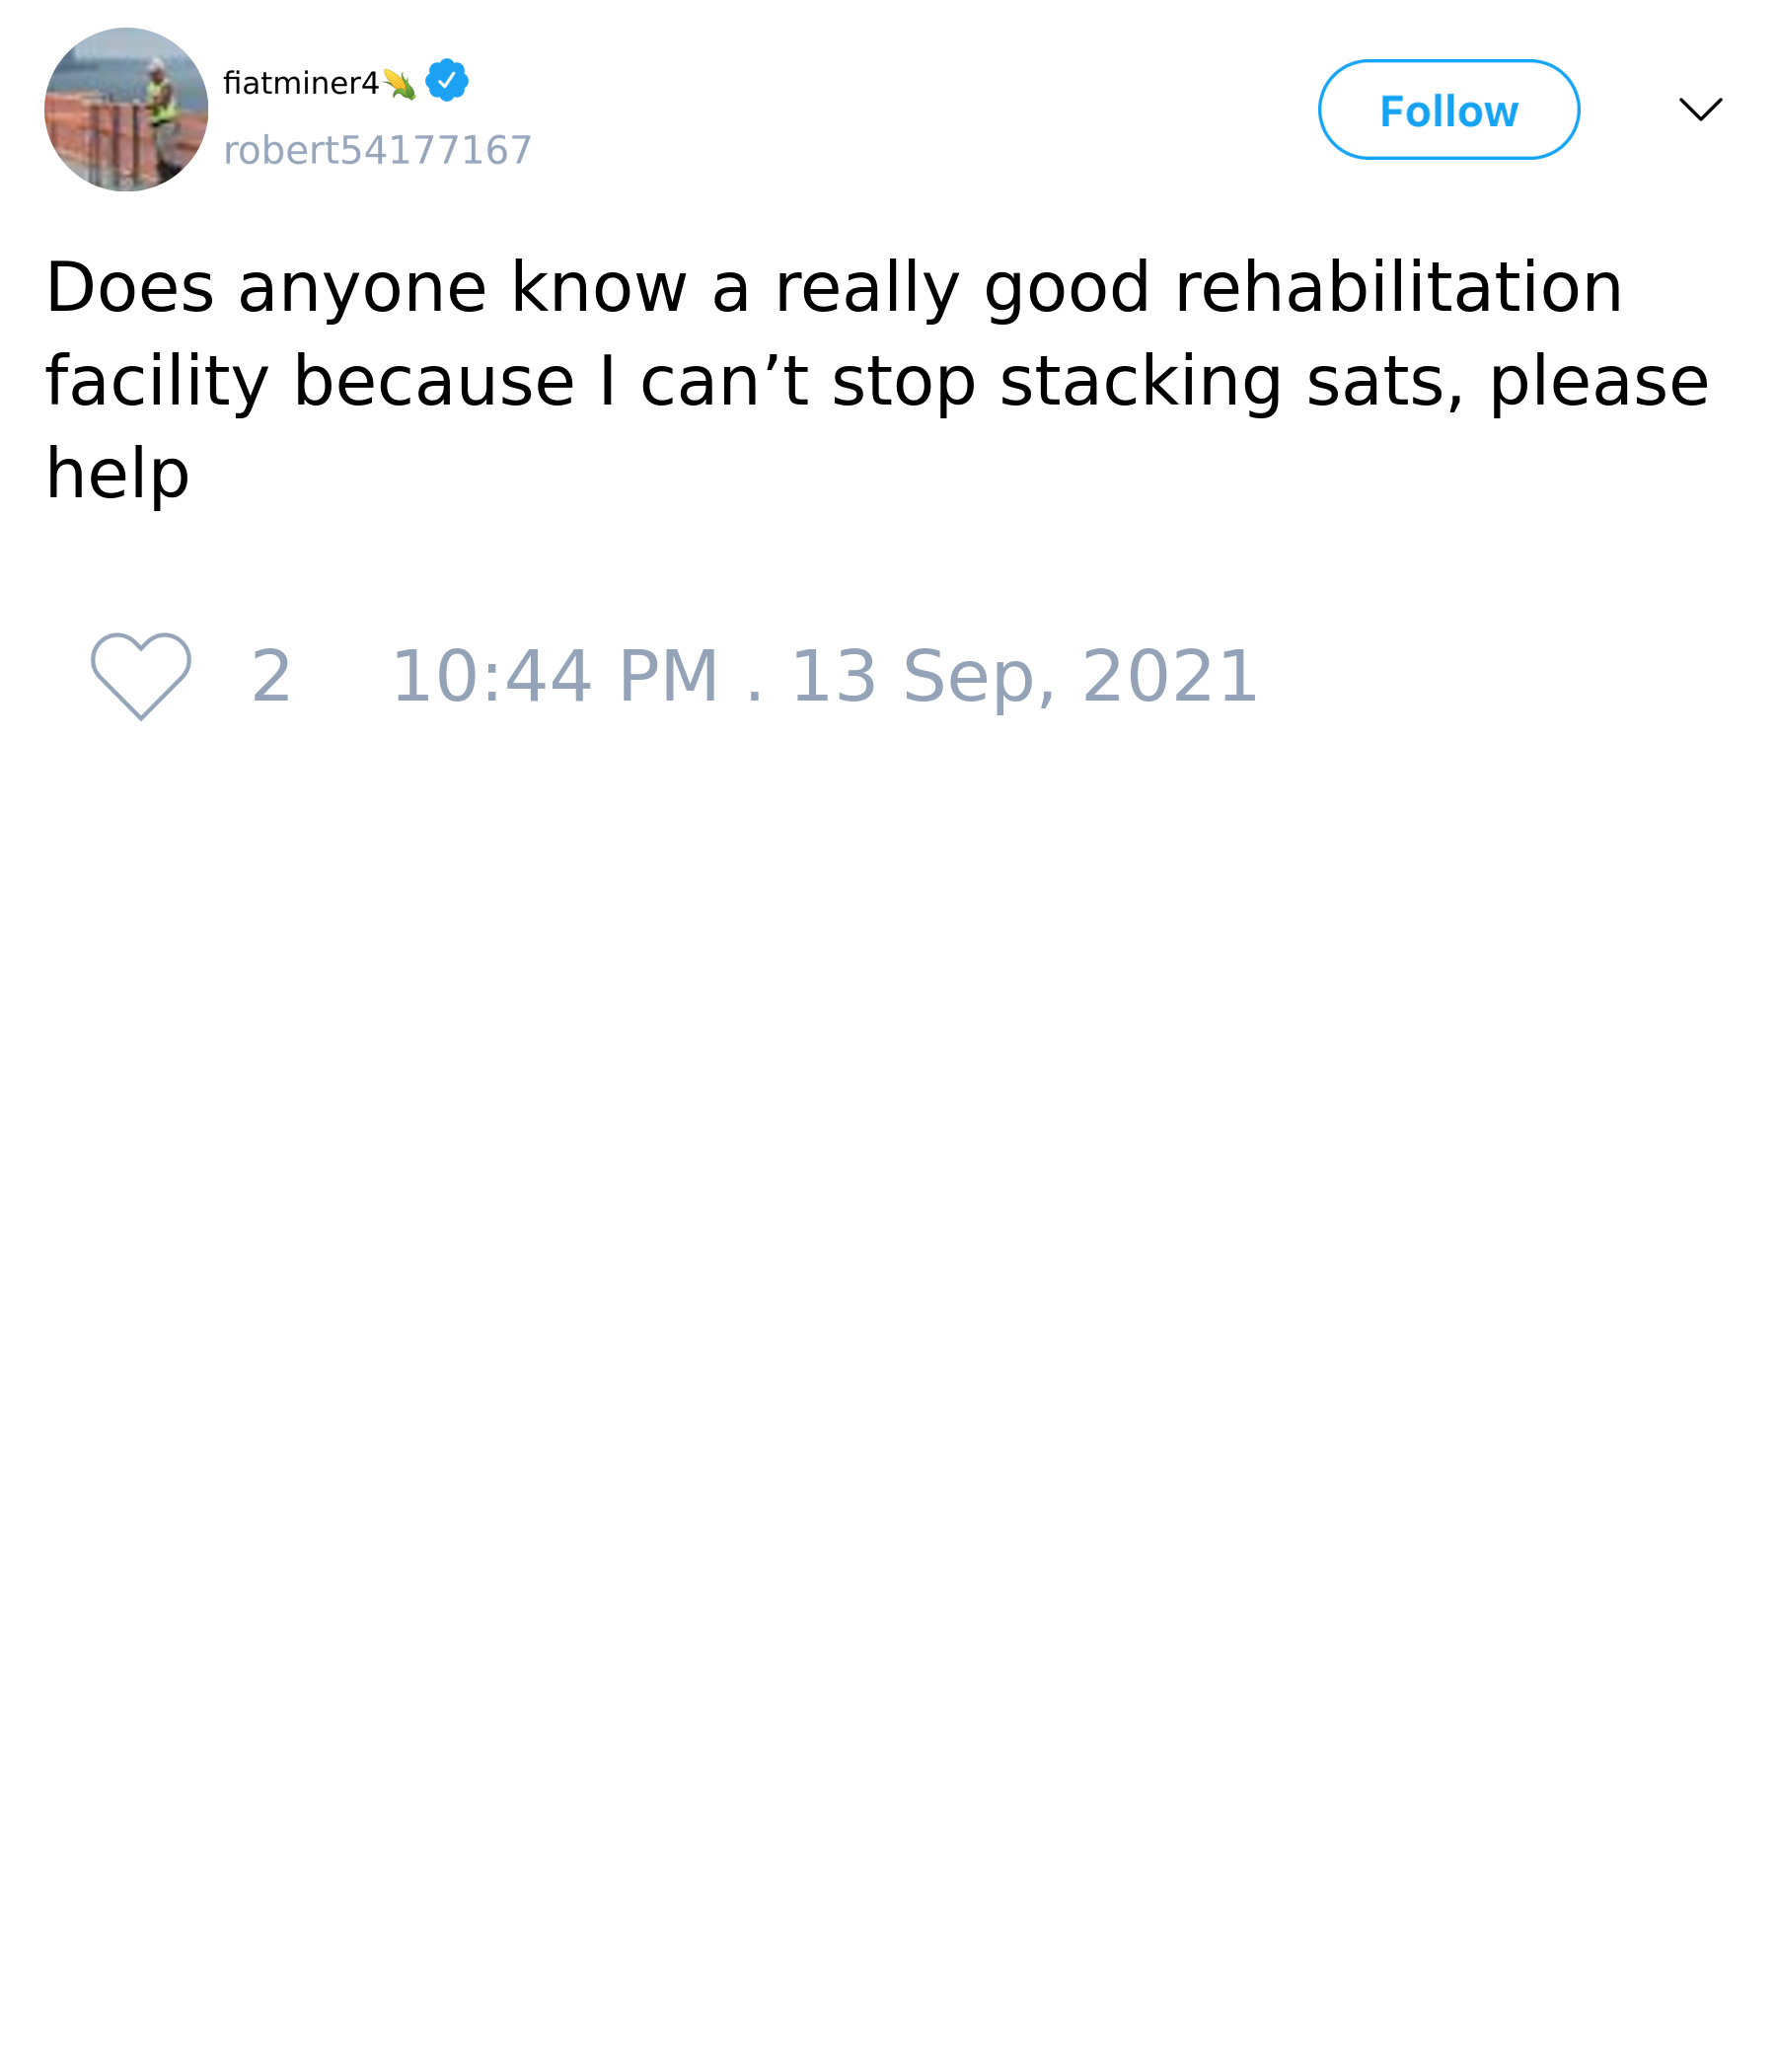 fiatminer4🌽
robert54177167
Follow
Does anyone know a really good rehabilitation
facility because I can’t stop stacking sats, please
help
2 10:44 PM . 13 Sep, 2021